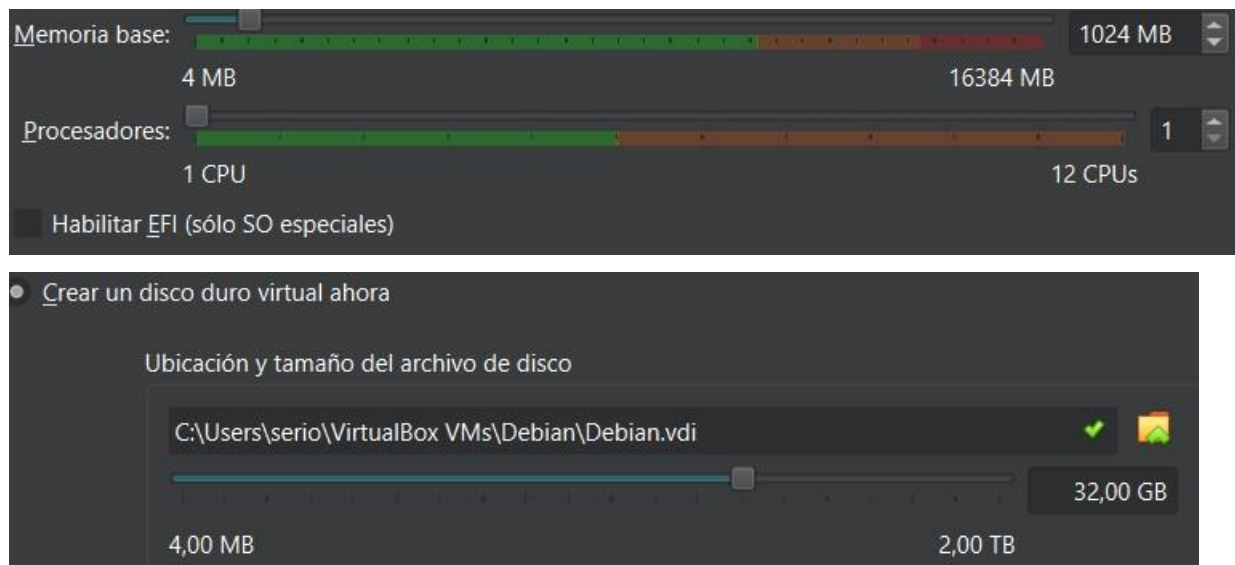 Memoria base: 1024 MB
4 MB 16384 MB
Procesadores: 1
1 CPU 12 CPUs
Habilitar EFI (sólo SO especiales)
Crear un disco duro virtual ahora
Ubicación y tamaño del archivo de disco
C:\Users\serio\VirtualBox VMs\Debian\Debian.vdi
32,00 GB
4,00 MB 2,00 TB